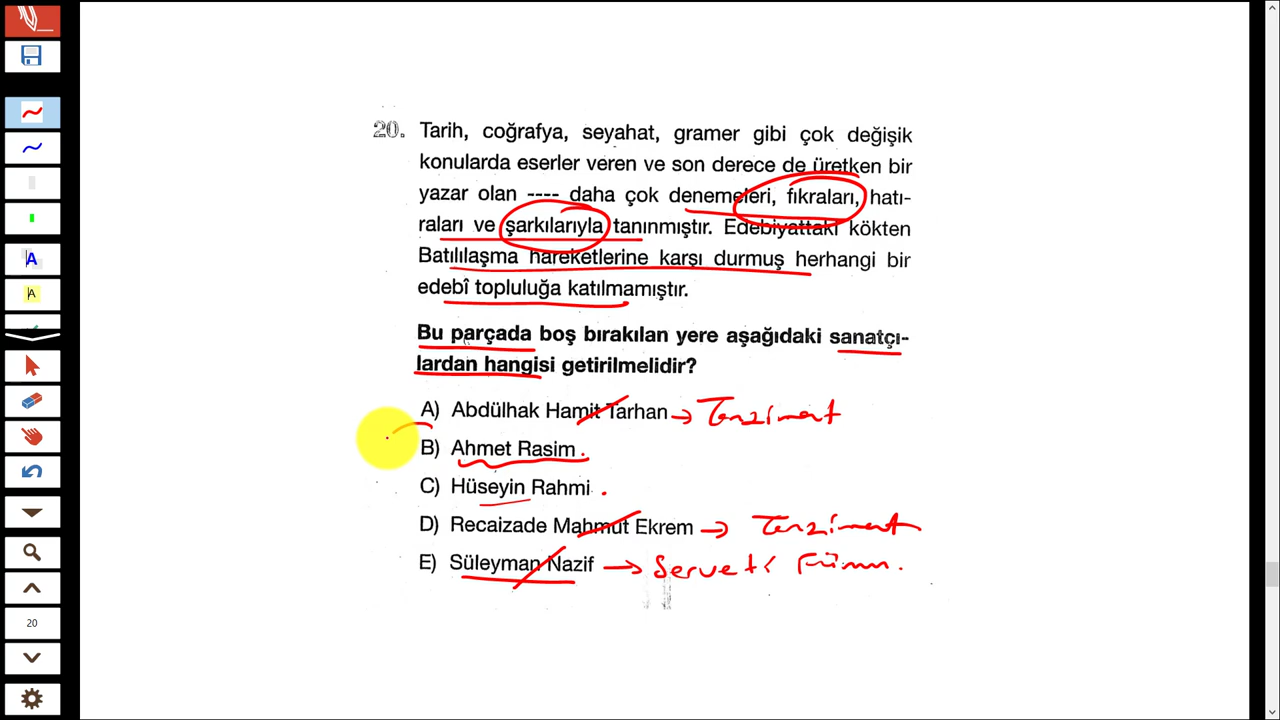 20. Tarih, coğrafya, seyahat, gramer gibi çok değişik
konularda eserler veren ve son derece de üretken bir
yazar olan ---- daha çok denemeleri, fıkraları, hatı-
raları ve şarkılarıyla tanınmıştır. Edebiyattaki kökten
Batılılaşma hareketlerine karşı durmuş herhangi bir
edebî topluluğa katılmamıştır.
Bu parçada boş bırakılan yere aşağıdaki sanatçı-
lardan hangisi getirilmelidir?
A) Abdülhak Hamit Tarhan → Tanzimat
B) Ahmet Rasim
C) Hüseyin Rahmi
D) Recaizade Mahmut Ekrem → Tanzimat
E) Süleyman Nazif → Serveti Fünun.
A
A
20